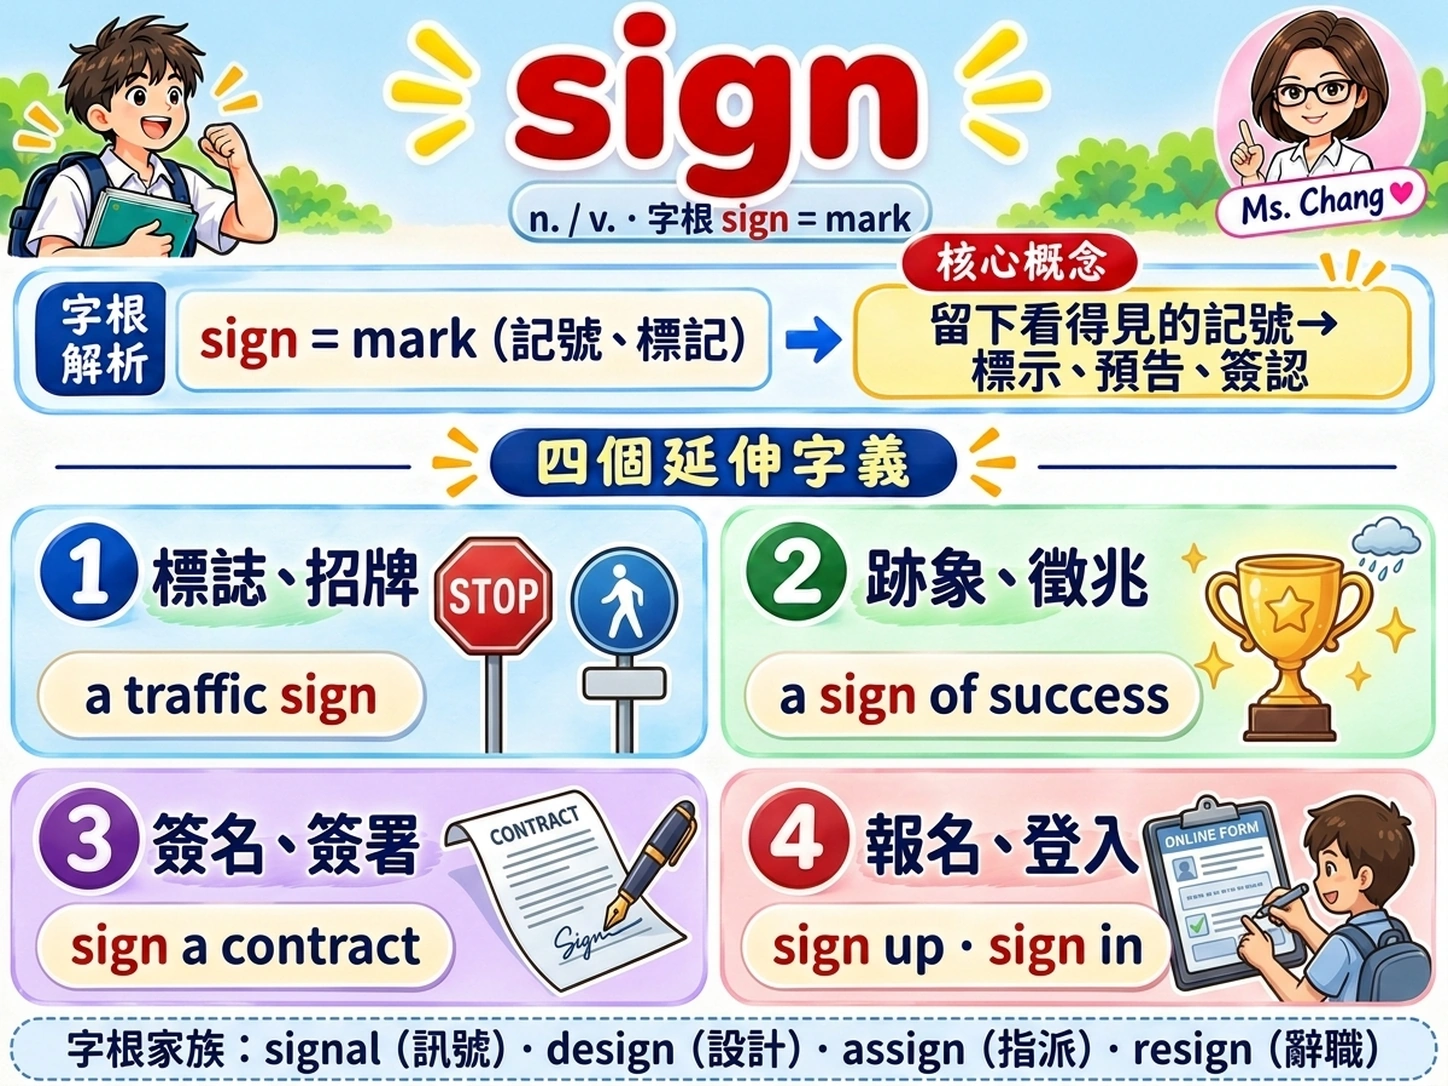 sign
n. / v. · 字根 sign = mark
Ms. Chang
字根
解析
sign = mark (記號、標記)
核心概念
留下看得見的記號→
標示、預告、簽認
四個延伸字義
1 標誌、招牌
STOP
a traffic sign
2 跡象、徵兆
a sign of success
3 簽名、簽署
CONTRACT
Sign
sign a contract
4 報名、登入
ONLINE FORM
sign up · sign in
字根家族：signal (訊號) · design (設計) · assign (指派) · resign (辭職)